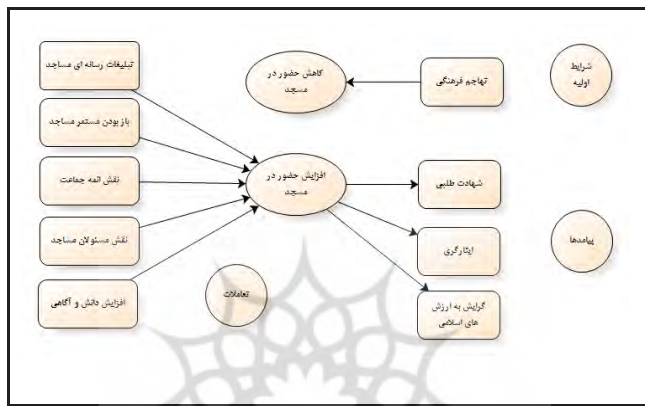 شرایط
اولیه
تهاجم فرهنگی
کاهش حضور در
مسجد
تبلیغات رسانه ای مساجد
باز بودن مستمر مساجد
نقش ائمه جماعت
نقش مسئولان مساجد
افزایش دانش و آگاهی
افزایش حضور در
مسجد
تعاملات
شهادت طلبی
ایثارگری
گرایش به ارزش
های اسلامی
پیامدها